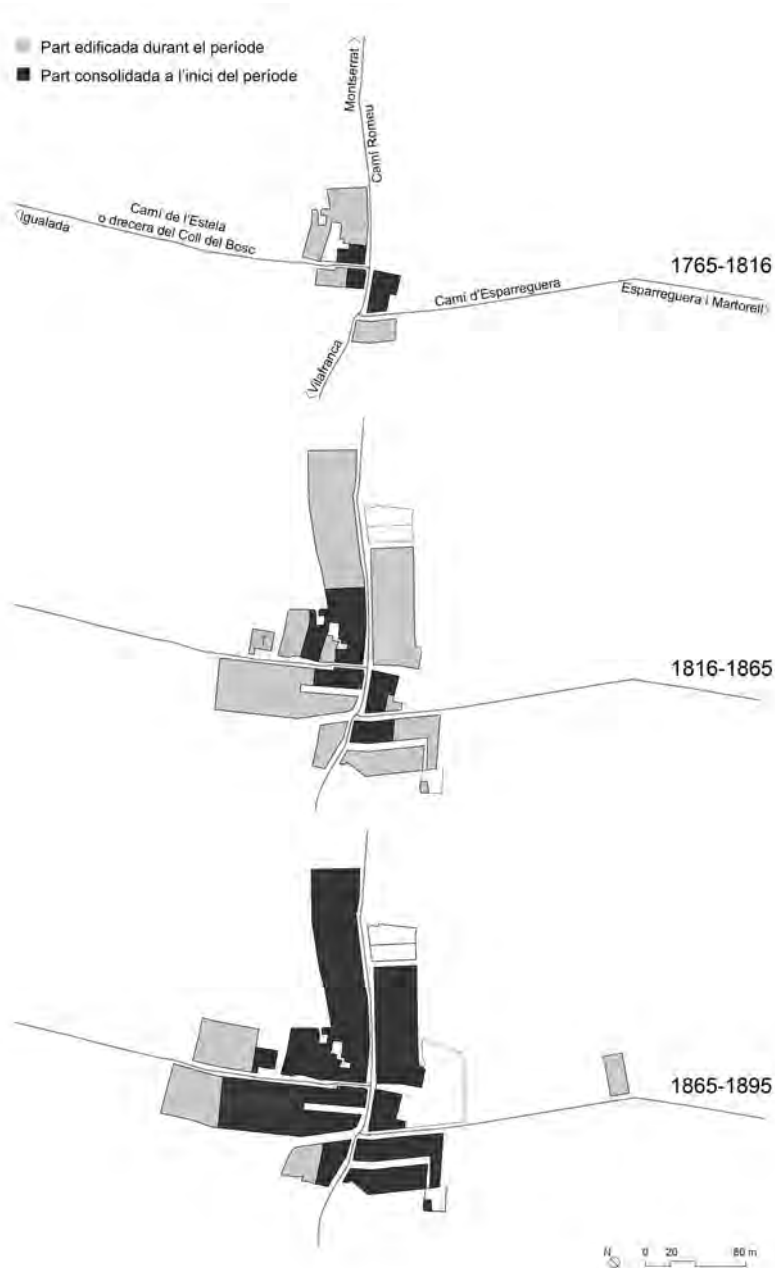 Part edificada durant el període
Part consolidada a l'inici del període
Montserrat
Camí Romeu
Camí de l'Estela
o drecera del Coll del Bosc
Igualada
1765-1816
Camí d'Esparreguera
Esparreguera i Martorell
Vilafranca
1816-1865
1865-1895
N 0 20 80 m